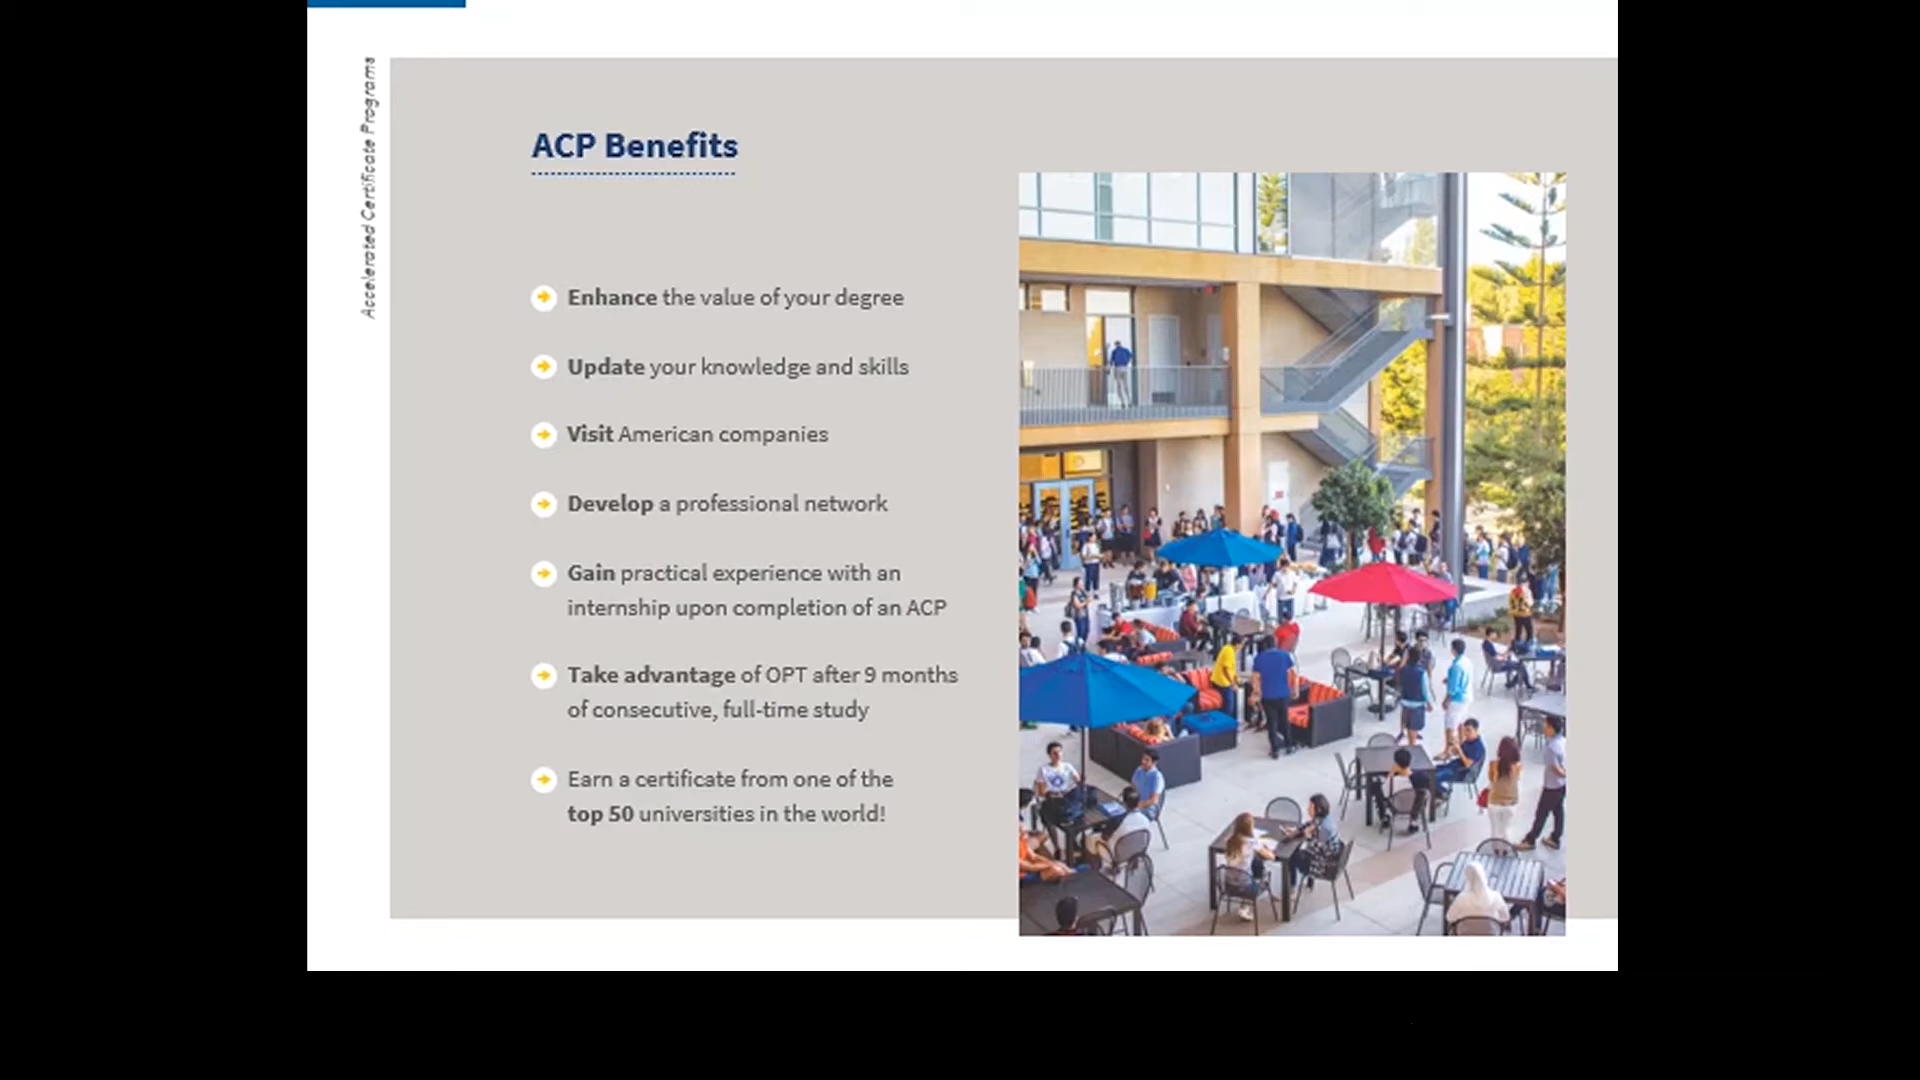 Accelerated Certificate Programs
ACP Benefits
Enhance the value of your degree
Update your knowledge and skills
Visit American companies
Develop a professional network
Gain practical experience with an
internship upon completion of an ACP
Take advantage of OPT after 9 months
of consecutive, full-time study
Earn a certificate from one of the
top 50 universities in the world!